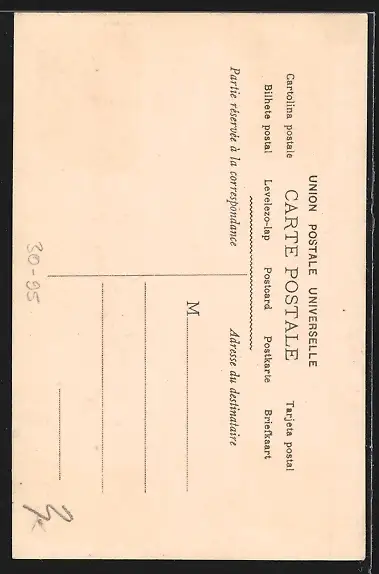 UNION POSTALE UNIVERSELLE
Cartolina postale CARTE POSTALE Tarjeta postal
Bilhete postal Levelezo-lap Postcard Postkarte Briefkaart
Partie réservée à la correspondance Adresse du destinataire
M
30-95